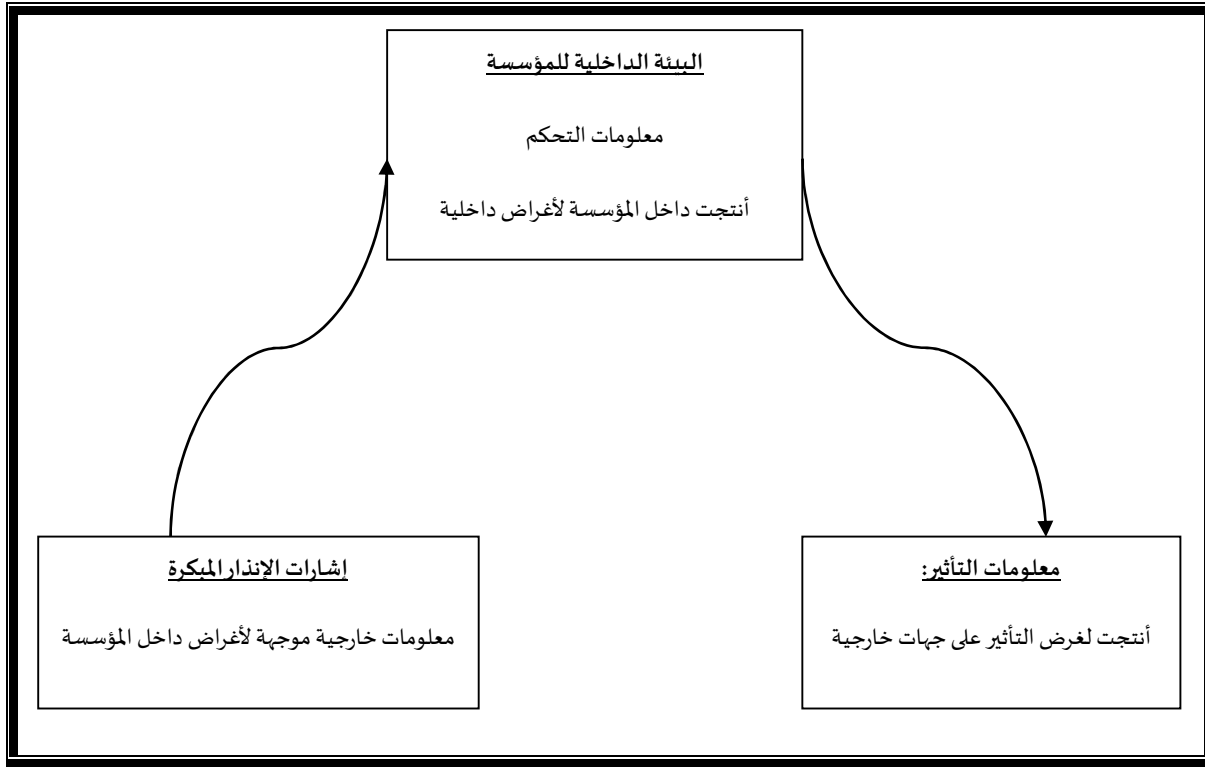 البيئة الداخلية للمؤسسة
معلومات التحكم
أنتجت داخل المؤسسة لأغراض داخلية
إشارات الإنذار المبكرة
معلومات خارجية موجهة لأغراض داخل المؤسسة
معلومات التأثير:
أنتجت لغرض التأثير على جهات خارجية